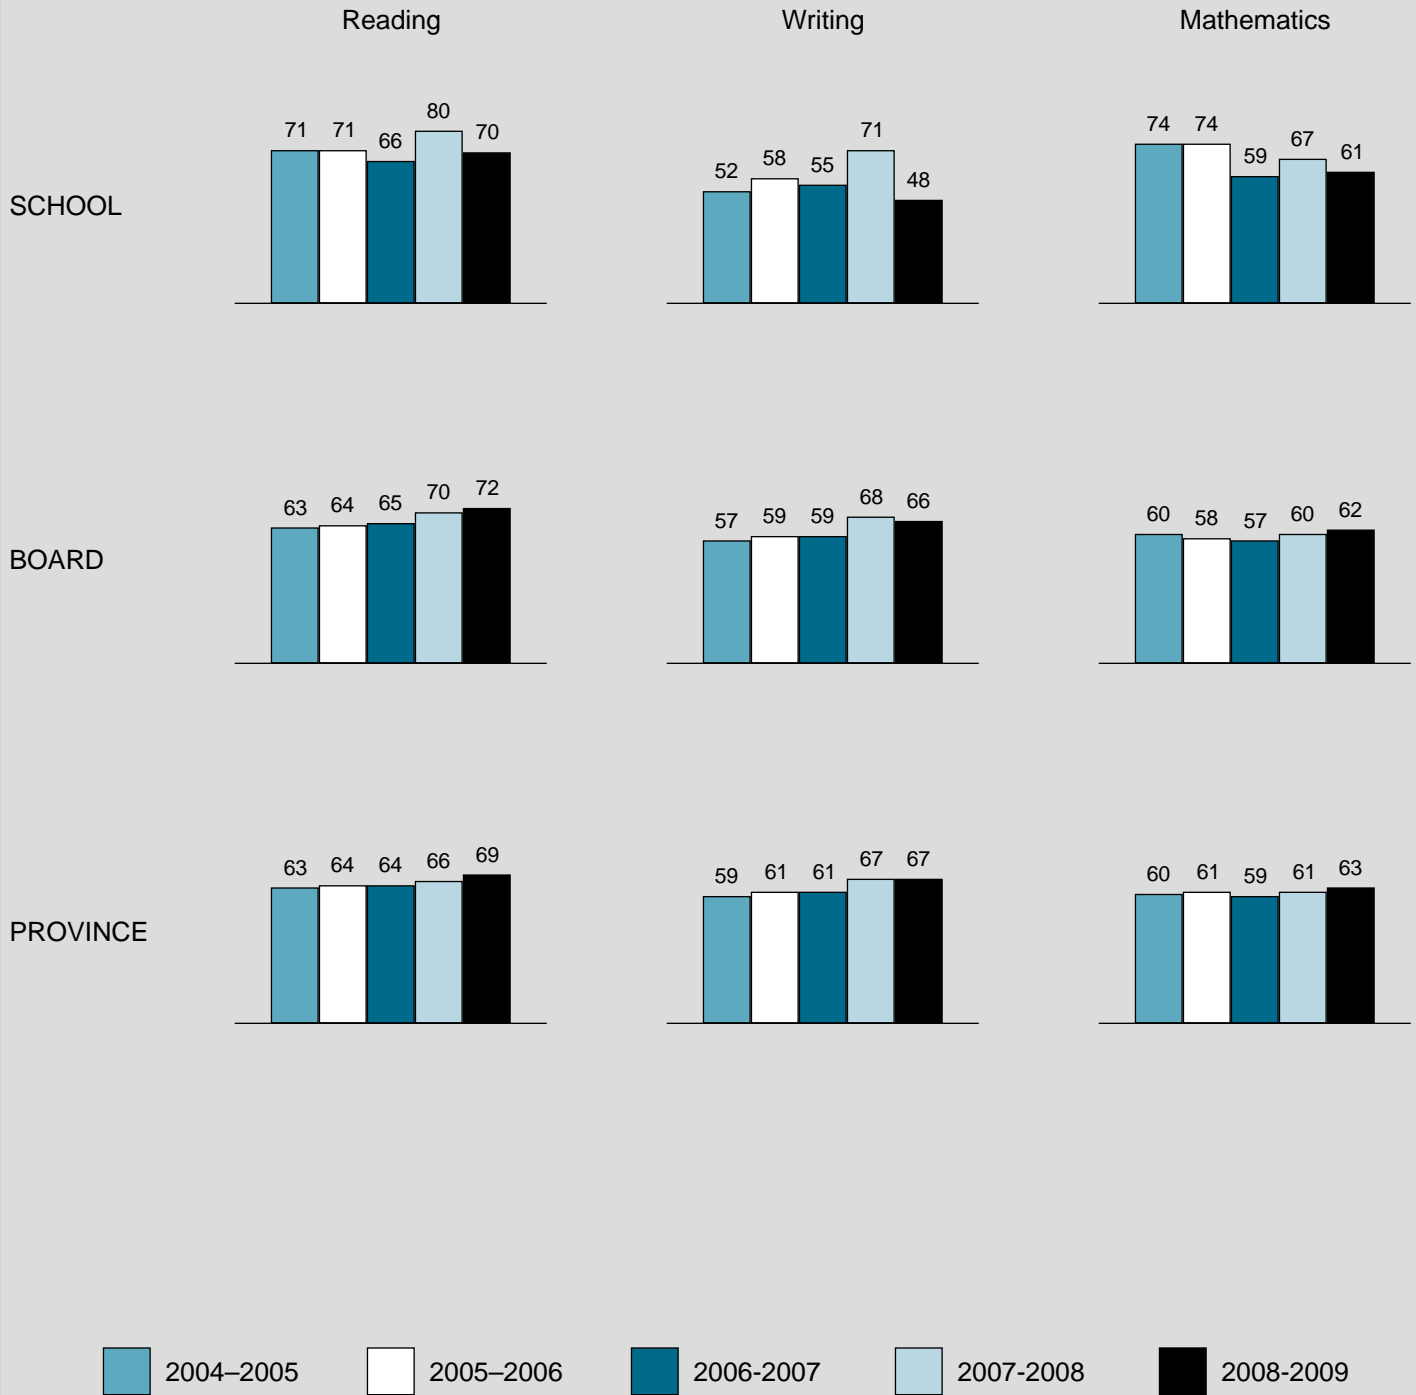 Reading Writing Mathematics
SCHOOL
71 71 66 80 70
52 58 55 71 48
74 74 59 67 61
BOARD
63 64 65 70 72
57 59 59 68 66
60 58 57 60 62
PROVINCE
63 64 64 66 69
59 61 61 67 67
60 61 59 61 63
2004–2005 2005–2006 2006-2007 2007-2008 2008-2009